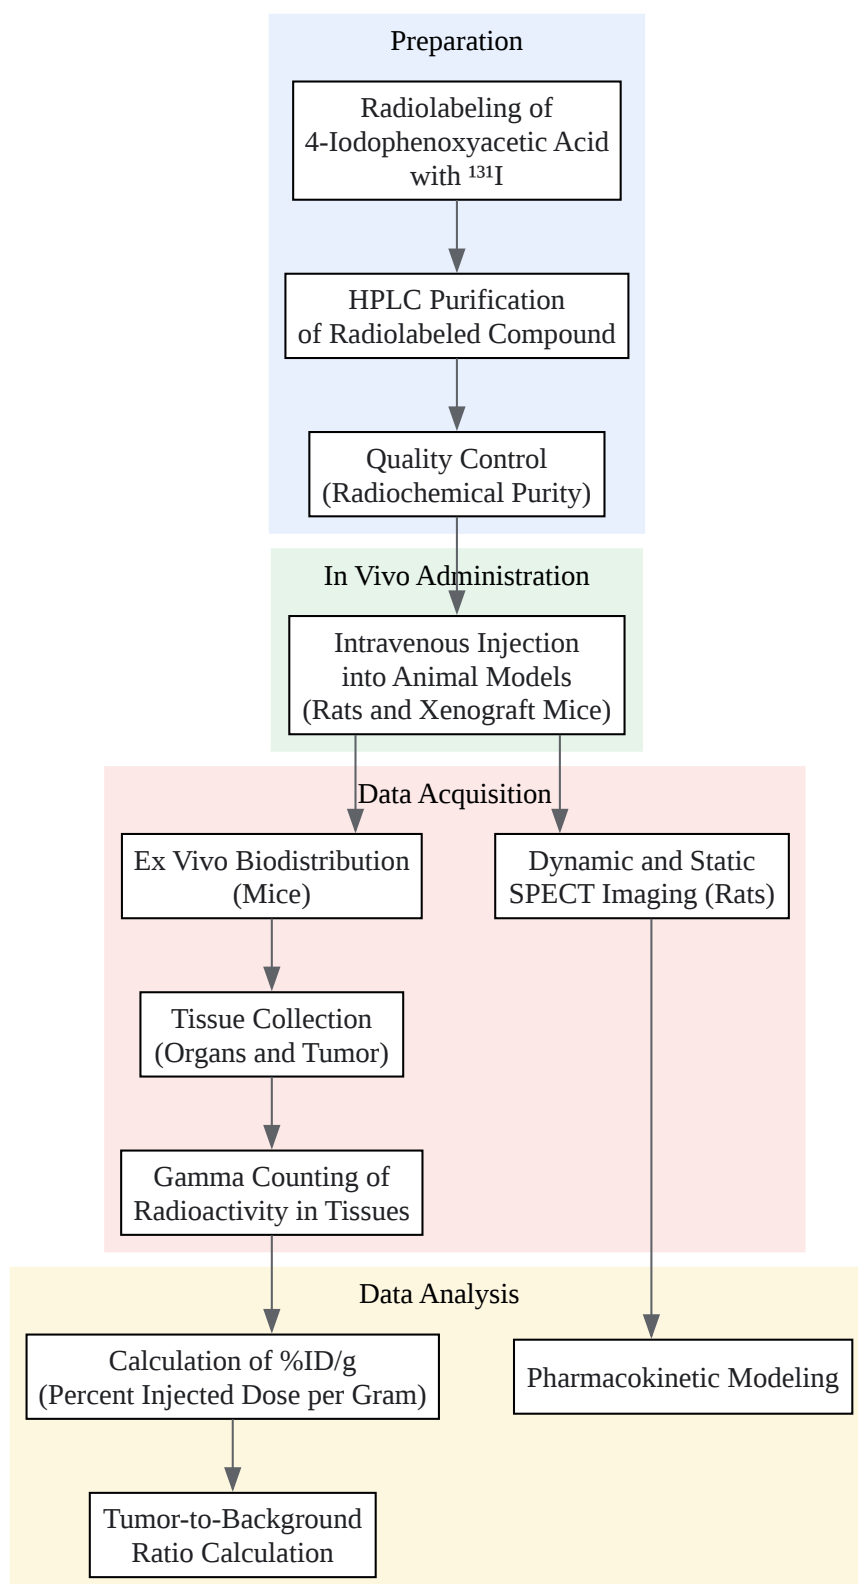 Preparation
Radiolabeling of
4-Iodophenoxyacetic Acid
with ¹³¹I
HPLC Purification
of Radiolabeled Compound
Quality Control
(Radiochemical Purity)
In Vivo Administration
Intravenous Injection
into Animal Models
(Rats and Xenograft Mice)
Data Acquisition
Ex Vivo Biodistribution
(Mice)
Dynamic and Static
SPECT Imaging (Rats)
Tissue Collection
(Organs and Tumor)
Gamma Counting of
Radioactivity in Tissues
Data Analysis
Calculation of %ID/g
(Percent Injected Dose per Gram)
Pharmacokinetic Modeling
Tumor-to-Background
Ratio Calculation